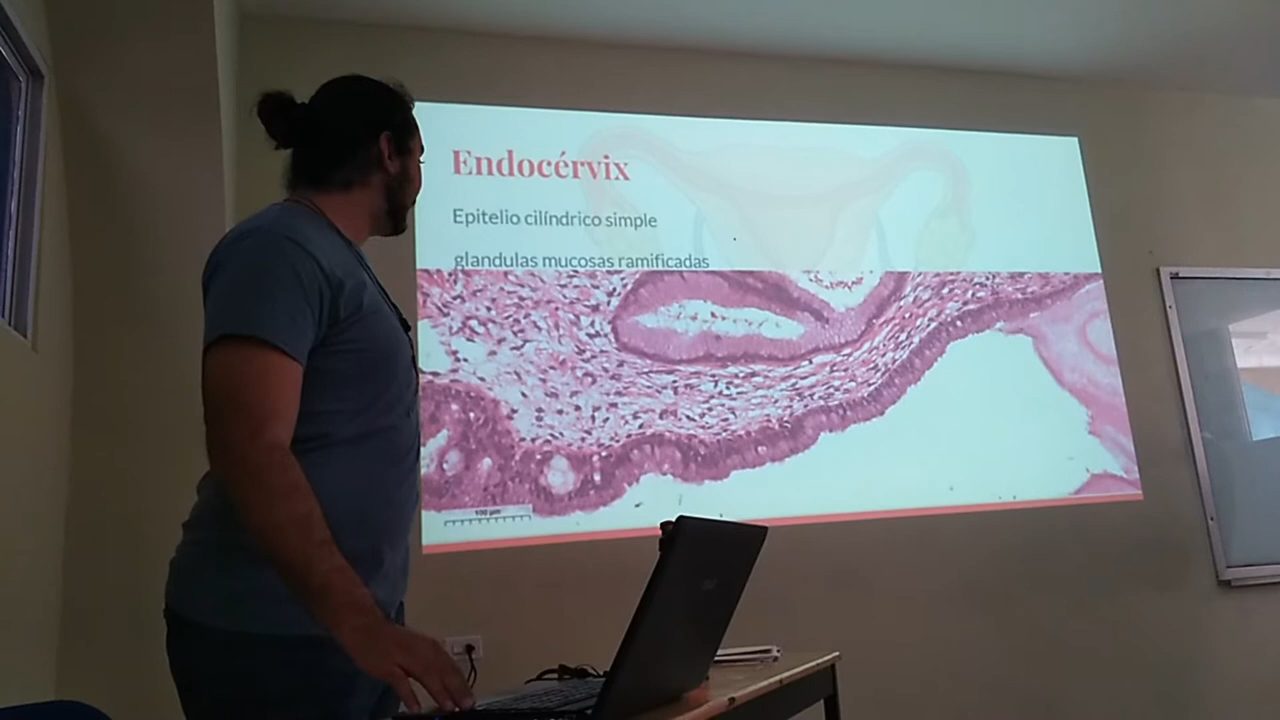 Endocérvix
Epitelio cilíndrico simple
glandulas mucosas ramificadas
100 µm